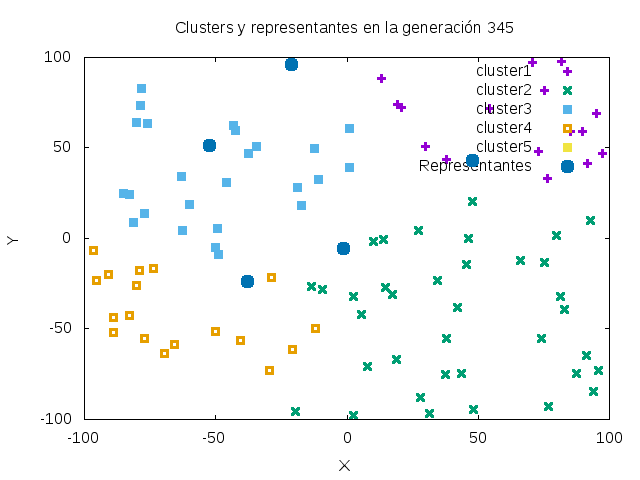 Clusters y representantes en la generación 345
100
50
0
-50
-100
Y
-100
-50
0
50
100
X
cluster1
cluster2
cluster3
cluster4
cluster5
Representantes